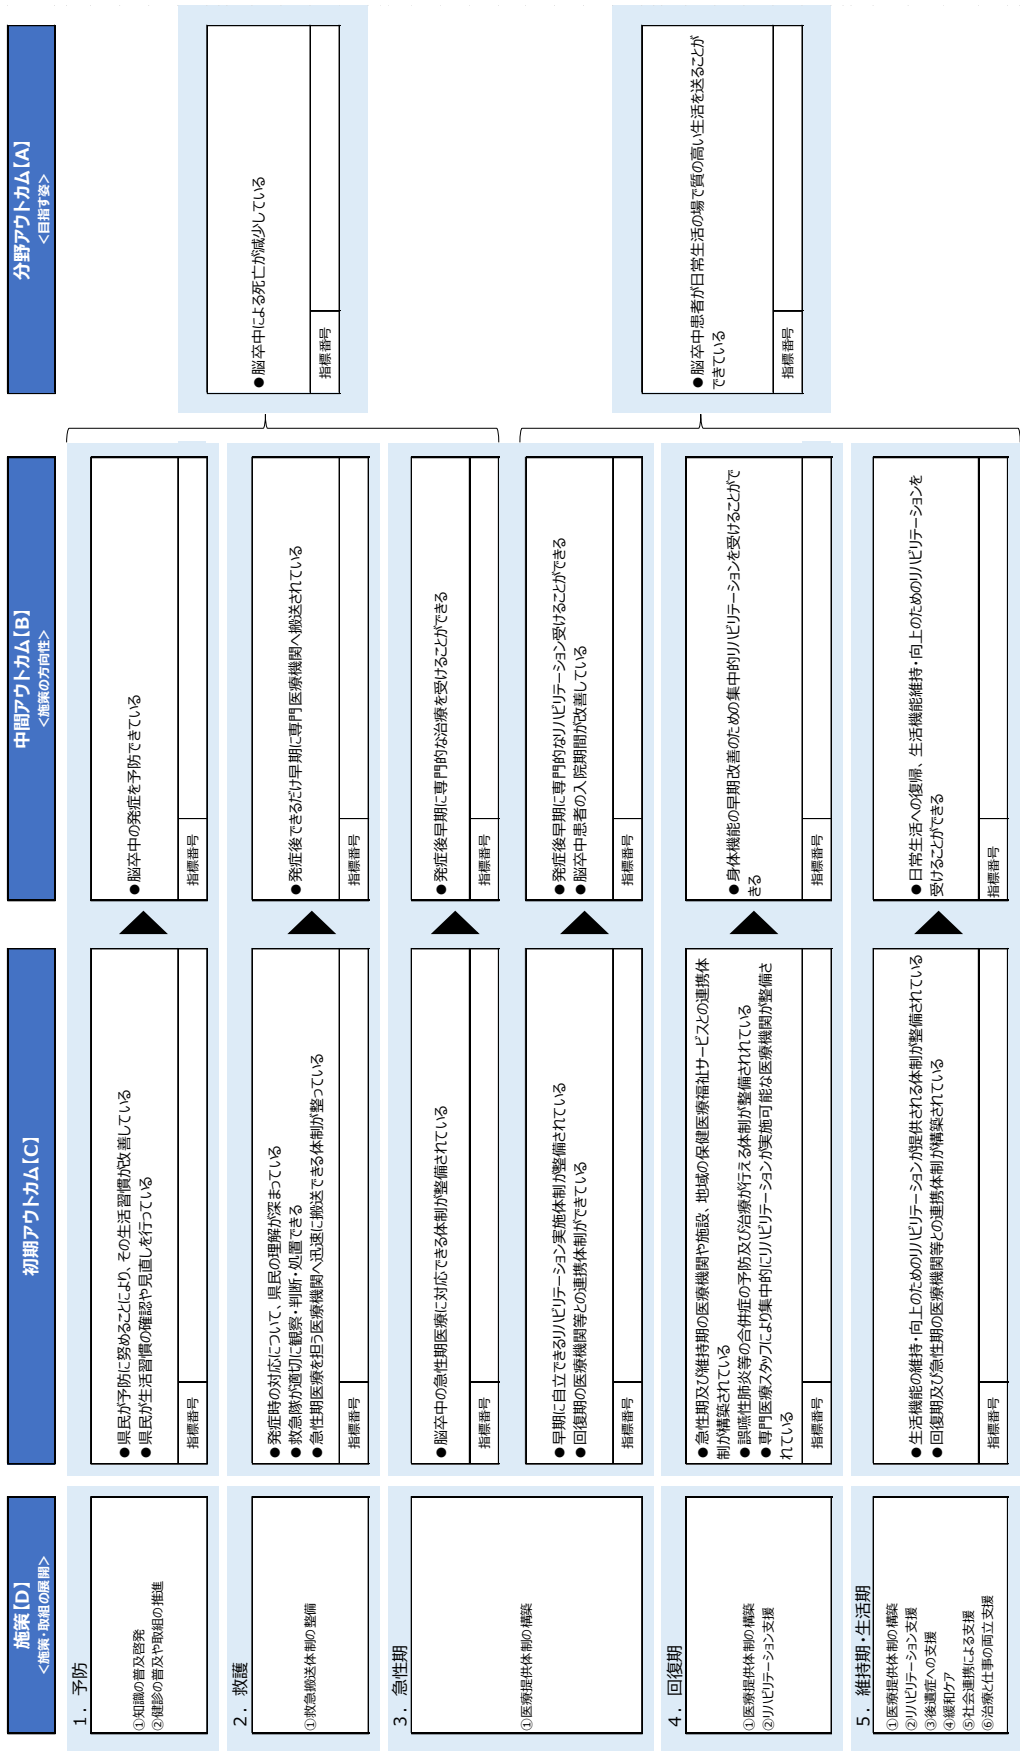 施策【D】
<施策・取組の展開>
初期アウトカム【C】
中間アウトカム【B】
<施策の方向性>
分野アウトカム【A】
<目指す姿>
1．予防
①知識の普及啓発
②健診の普及や取組の推進
●県民が予防に努めることにより、その生活習慣が改善している
●県民が生活習慣の確認や見直しを行っている
指標番号
●脳卒中の発症を予防できている
指標番号
2．救護
①救急搬送体制の整備
●発症時の対応について、県民の理解が深まっている
●救急隊が適切に観察・判断・処置できる
●急性期医療を担う医療機関へ迅速に搬送できる体制が整っている
指標番号
●発症後できるだけ早期に専門医療機関へ搬送されている
指標番号
●脳卒中による死亡が減少している
指標番号
3．急性期
①医療提供体制の構築
●脳卒中の急性期医療に対応できる体制が整備されている
指標番号
●発症後早期に専門的な治療を受けることができる
指標番号
●早期に自立できるリハビリテーション実施体制が整備されている
●回復期の医療機関等との連携体制ができている
指標番号
●発症後早期に専門的なリハビリテーション受けることができる
●脳卒中患者の入院期間が改善している
指標番号
4．回復期
①医療提供体制の構築
②リハビリテーション支援
●急性期及び維持期の医療機関や施設、地域の保健医療福祉サービスとの連携体
制が構築されている
●誤嚥性肺炎等の合併症の予防及び治療が行える体制が整備されれている
●専門医療スタッフにより集中的にリハビリテーションが実施可能な医療機関が整備さ
れている
指標番号
●身体機能の早期改善のための集中的リハビリテーションを受けることがで
きる
指標番号
●脳卒中患者が日常生活の場で質の高い生活を送ることが
できている
指標番号
5．維持期・生活期
①医療提供体制の構築
②リハビリテーション支援
③後遺症への支援
④緩和ケア
⑤社会連携による支援
⑥治療と仕事の両立支援
●生活機能の維持・向上のためのリハビリテーションが提供される体制が整備されている
●回復期及び急性期の医療機関等との連携体制が構築されている
指標番号
●日常生活への復帰、生活機能維持・向上のためのリハビリテーションを
受けることができる
指標番号